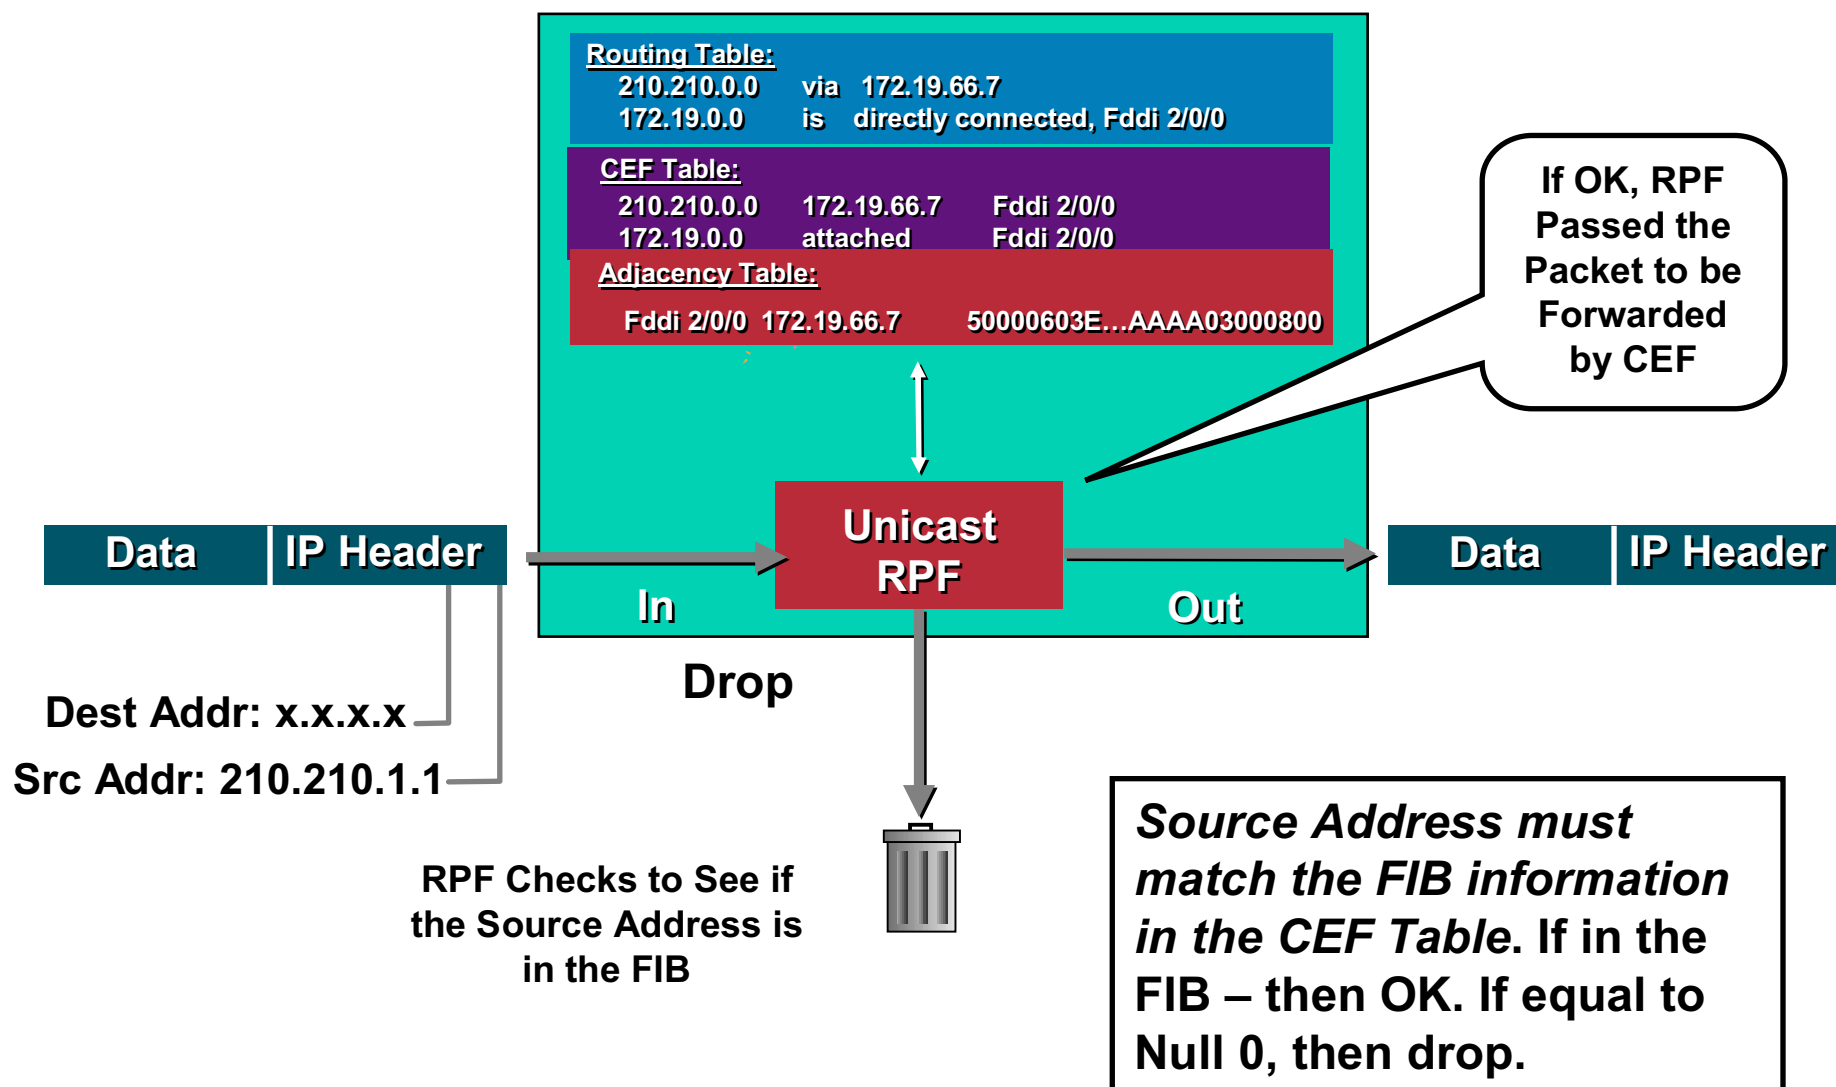 Routing Table:
210.210.0.0 via 172.19.66.7
172.19.0.0 is directly connected, Fddi 2/0/0
CEF Table:
210.210.0.0 172.19.66.7 Fddi 2/0/0
172.19.0.0 attached Fddi 2/0/0
Adjacency Table:
Fddi 2/0/0 172.19.66.7 50000603E...AAAA03000800
If OK, RPF
Passed the
Packet to be
Forwarded
by CEF
Data IP Header
Unicast
RPF
In
Out
Data IP Header
Drop
Dest Addr: x.x.x.x
Src Addr: 210.210.1.1
RPF Checks to See if
the Source Address is
in the FIB
Source Address must
match the FIB information
in the CEF Table. If in the
FIB – then OK. If equal to
Null 0, then drop.